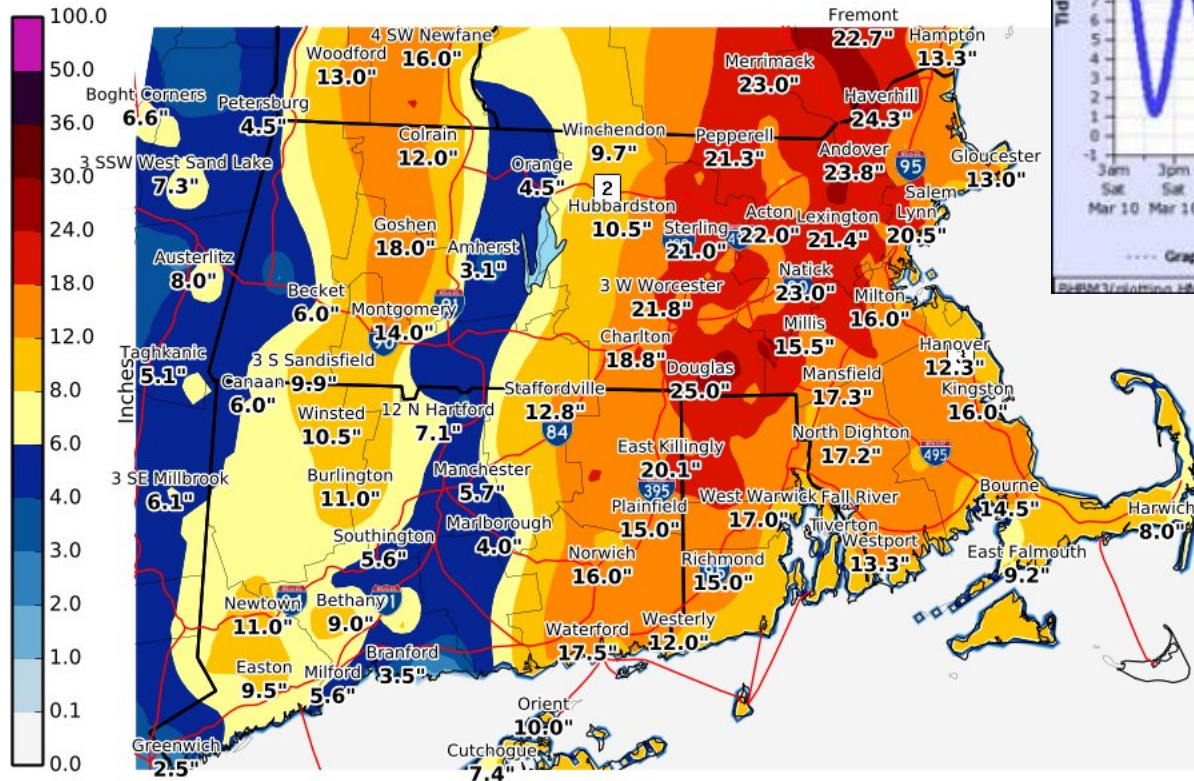 100.0
50.0
36.0
30.0
24.0
18.0
12.0
8.0
6.0
4.0
3.0
2.0
1.0
0.1
0.0
Inches
Fremont
22.7"
Hampton
13.3"
4 SW Newfane
16.0"
Woodford
13.0"
Merrimack
23.0"
Boght Corners
6.6"
Petersburg
4.5"
Haverhill
24.3"
Colrain
12.0"
Winchendon
9.7"
Pepperell
21.3"
Andover
23.8"
95
Gloucester
13.0"
3 SSW West Sand Lake
7.3"
Orange
4.5"
2
Hubbardston
10.5"
Salem
Lynn
20.5"
Goshen
18.0"
Amherst
3.1"
Sterling
21.0"
Acton
22.0"
Lexington
21.4"
Austerlitz
8.0"
Becket
6.0"
Montgomery
14.0"
3 W Worcester
21.8"
Natick
23.0"
Milton
16.0"
Charlton
18.8"
Millis
15.5"
Hanover
12.3"
Taghkanic
5.1"
3 S Sandisfield
9.9"
Canaan
6.0"
Douglas
25.0"
Mansfield
17.3"
Kingston
16.0"
Staffordville
12.8"
84
Winsted
10.5"
12 N Hartford
7.1"
North Dighton
17.2"
495
East Killingly
20.1"
395
3 SE Millbrook
6.1"
Burlington
11.0"
Manchester
5.7"
Plainfield
15.0"
West Warwick
17.0"
Fall River
Bourne
14.5"
Harwich
8.0"
Southington
5.6"
Marlborough
4.0"
Tiverton
Westport
13.3"
East Falmouth
9.2"
Norwich
16.0"
Richmond
15.0"
Newtown
11.0"
Bethany
9.0"
Waterford
17.5"
Westerly
12.0"
Easton
9.5"
Milford
5.6"
Branford
3.5"
Orient
10.0"
Greenwich
2.5"
Cutchogue
7.4"
Tid
7
6
5
4
3
2
1
0
-1
3am
Sat
Mar 10
3pm
Sat
Mar 10